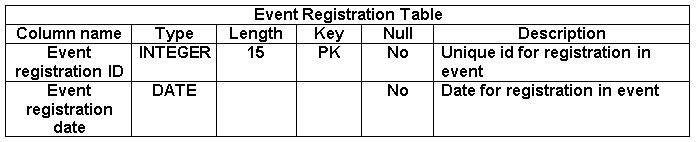 Event Registration Table
Column name Type Length Key Null Description
Event registration ID INTEGER 15 PK No Unique id for registration in event
Event registration date DATE No Date for registration in event